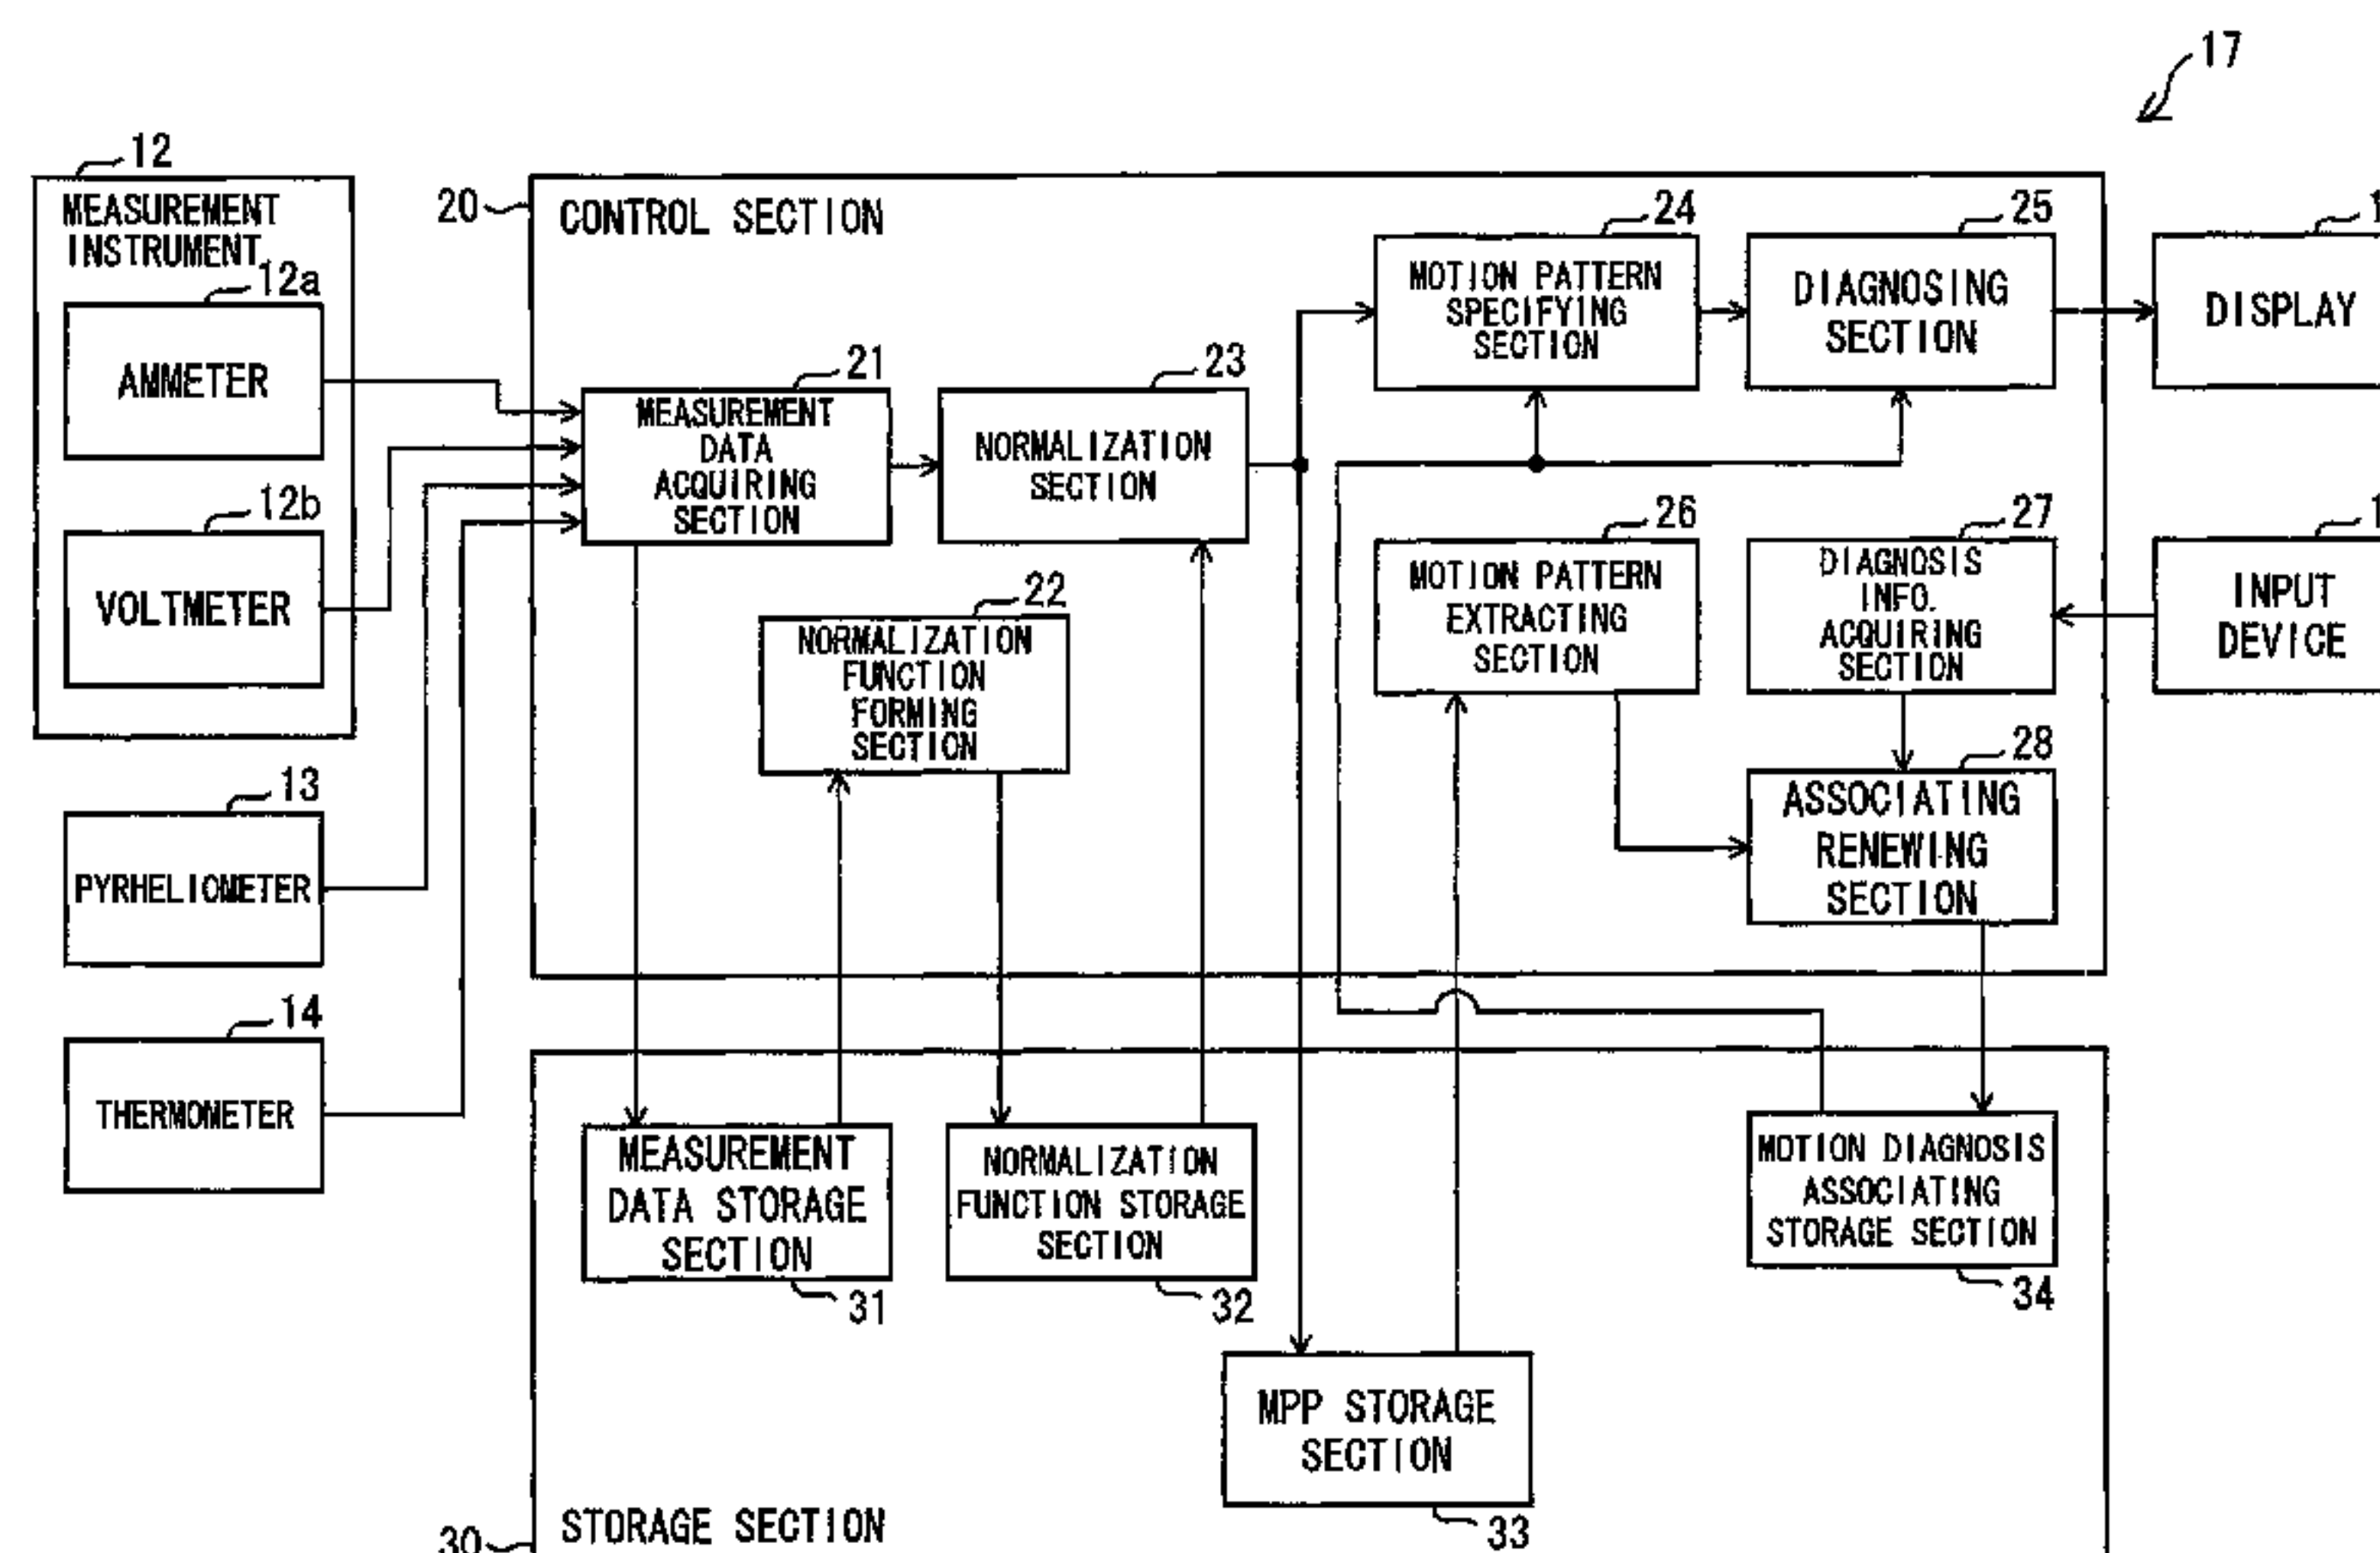 17
12
MEASUREMENT
INSTRUMENT
12a
AMMETER
12b
VOLTMETER
13
PYRHELIOMETER
14
THERMOMETER
20
CONTROL SECTION
21
MEASUREMENT
DATA
ACQUIRING
SECTION
23
NORMALIZATION
SECTION
22
NORMALIZATION
FUNCTION
FORMING
SECTION
24
MOTION PATTERN
SPECIFYING
SECTION
25
DIAGNOSING
SECTION
DISPLAY
26
MOTION PATTERN
EXTRACTING
SECTION
27
DIAGNOSIS
INFO.
ACQUIRING
SECTION
INPUT
DEVICE
28
ASSOCIATING
RENEWING
SECTION
MEASUREMENT
DATA STORAGE
SECTION
31
NORMALIZATION
FUNCTION STORAGE
SECTION
32
MPP STORAGE
SECTION
33
MOTION DIAGNOSIS
ASSOCIATING
STORAGE SECTION
34
30
STORAGE SECTION